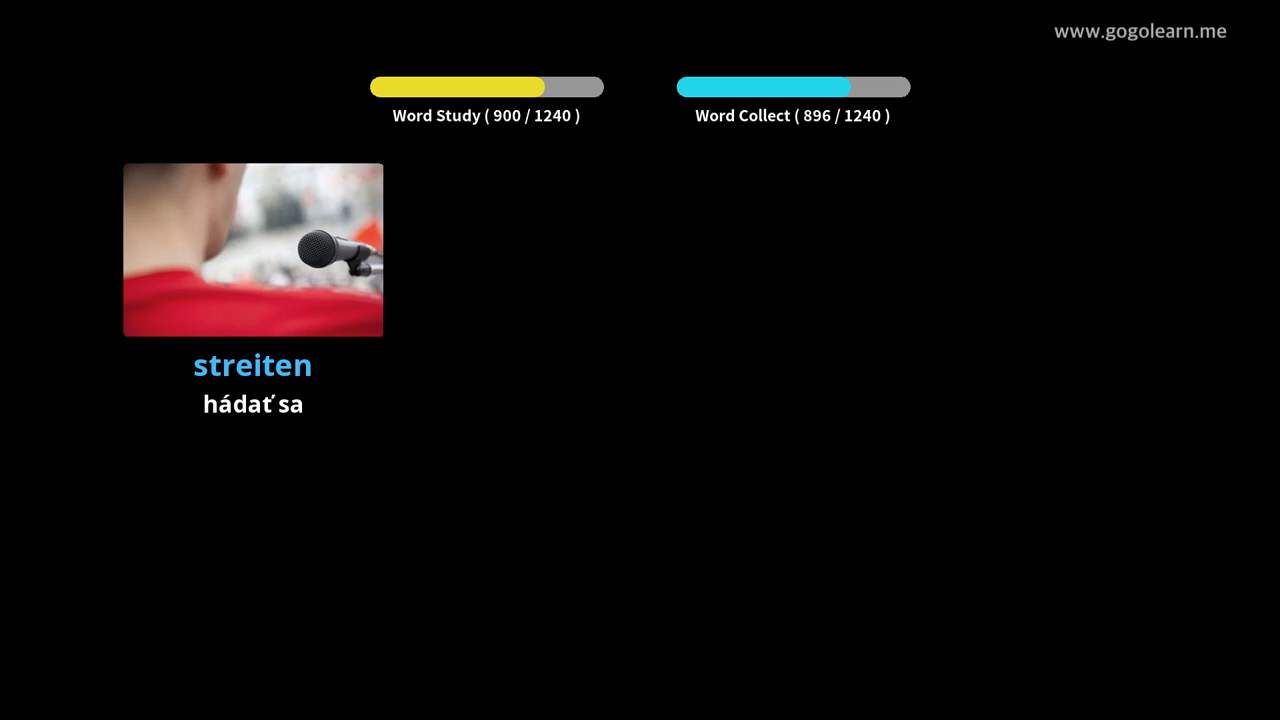 www.gogolearn.me
Word Study ( 900 / 1240 )
Word Collect ( 896 / 1240 )
streiten
hádať sa